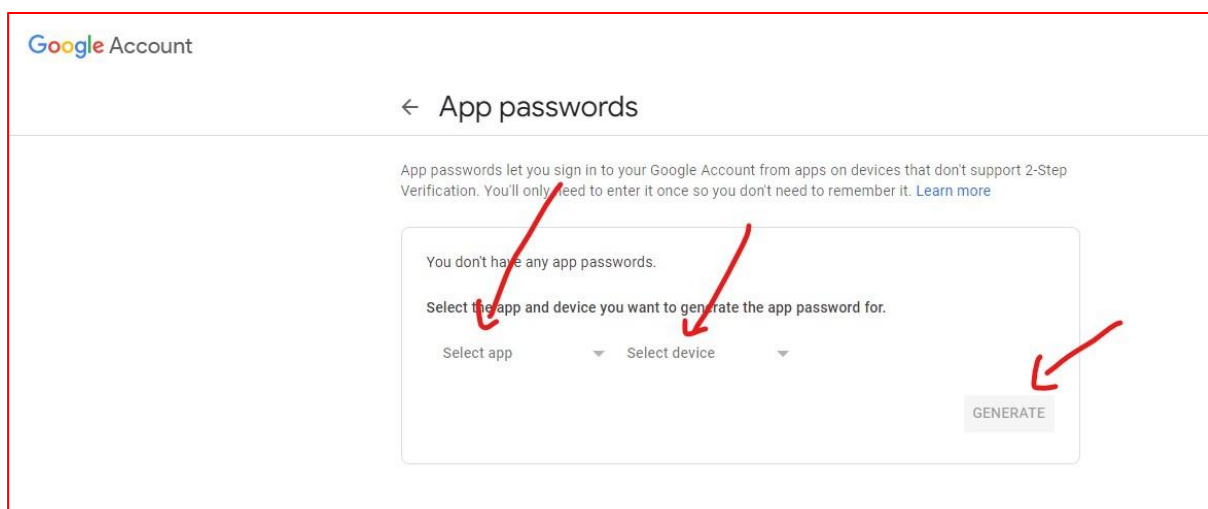 Google Account
App passwords
App passwords let you sign in to your Google Account from apps on devices that don't support 2-Step
Verification. You'll only need to enter it once so you don't need to remember it. Learn more
You don't have any app passwords.
Select the app and device you want to generate the app password for.
Select app Select device
GENERATE